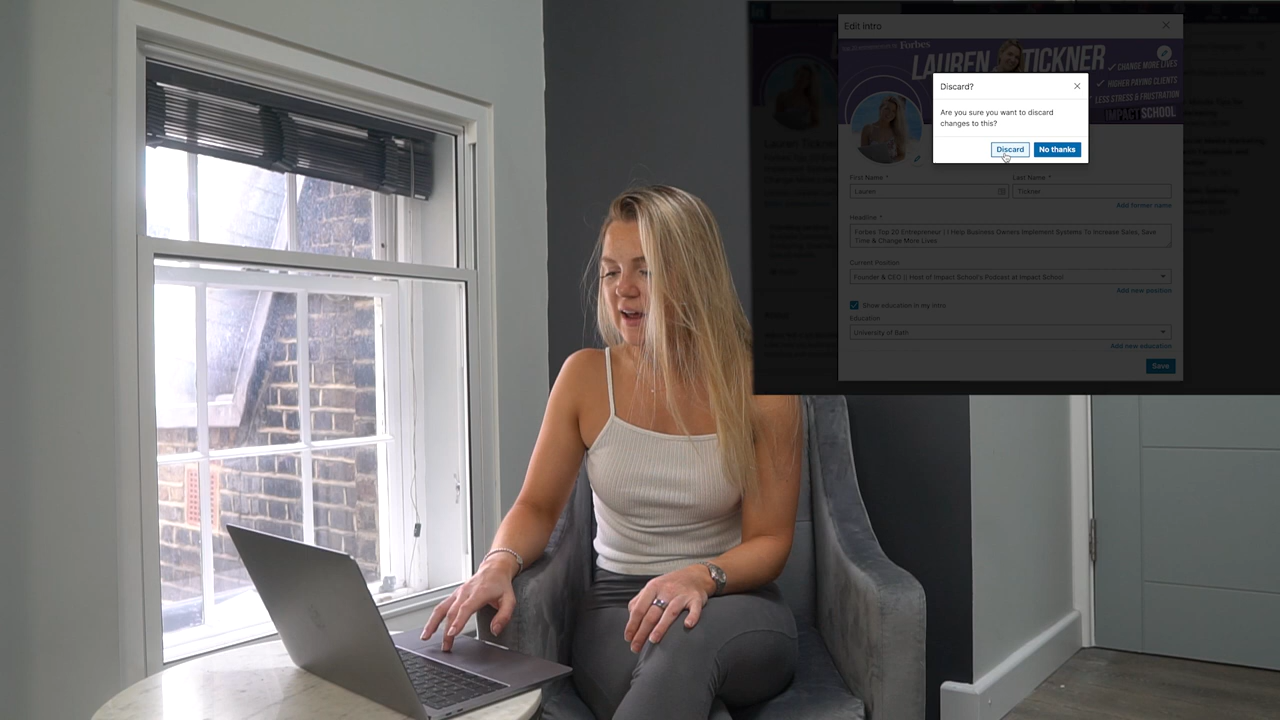 Edit intro
Forbes
LAUREN TICKNER
CHANGE MORE LIVES
HIGHER PAYING CLIENTS
LESS STRESS & FRUSTRATION
IMPACT SCHOOL
Discard?
Are you sure you want to discard
changes to this?
Discard
No thanks
First Name *
Last Name *
Lauren
Tickner
Add former name
Headline *
Forbes Top 20 Entrepreneur | I Help Business Owners Implement Systems To Increase Sales, Save
Time & Change More Lives
Current Position
Founder & CEO || Host of Impact School's Podcast at Impact School
Add new position
Show education in my intro
Education
University of Bath
Add new education
Save